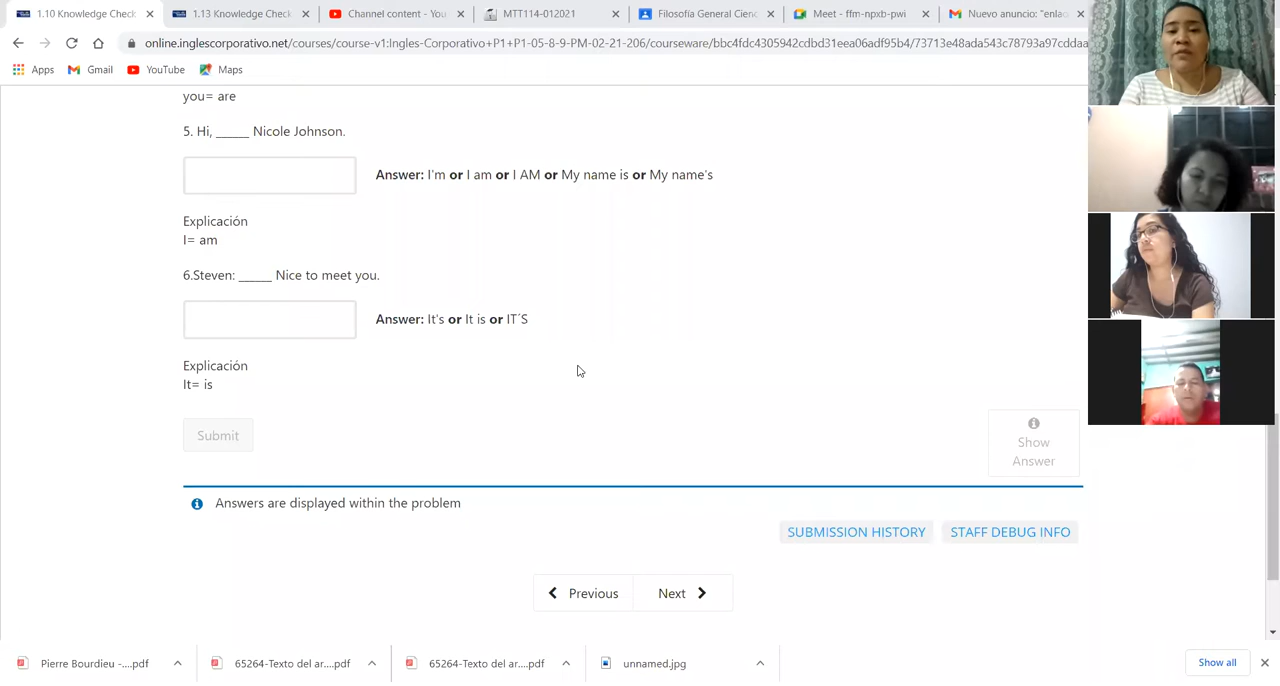 1.10 Knowledge Check
1.13 Knowledge Check
Channel content - You
MTT114-012021
Filosofía General Cienc
Meet - ffm-npxb-pwi
Nuevo anuncio: "enlac
online.inglescorporativo.net/courses/course-v1:Ingles-Corporativo+P1+P1-05-8-9-PM-02-21-206/courseware/bbc4fdc4305942cdbd31eea06adf95b4/73713e48ada543c78793a97cddaa
Apps
Gmail
YouTube
Maps
you= are
5. Hi, _____ Nicole Johnson.
Answer: I'm or I am or I AM or My name is or My name's
Explicación
I= am
6.Steven: _____ Nice to meet you.
Answer: It's or It is or IT´S
Explicación
It= is
Submit
Show
Answer
Answers are displayed within the problem
SUBMISSION HISTORY
STAFF DEBUG INFO
Previous
Next
Pierre Bourdieu -....pdf
65264-Texto del ar....pdf
65264-Texto del ar....pdf
unnamed.jpg
Show all